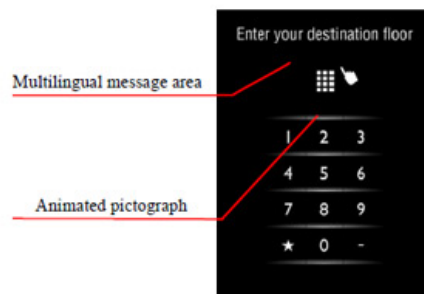 Enter your destination floor
Multilingual message area
1 2 3
4 5 6
Animated pictograph
7 8 9
★ 0 -